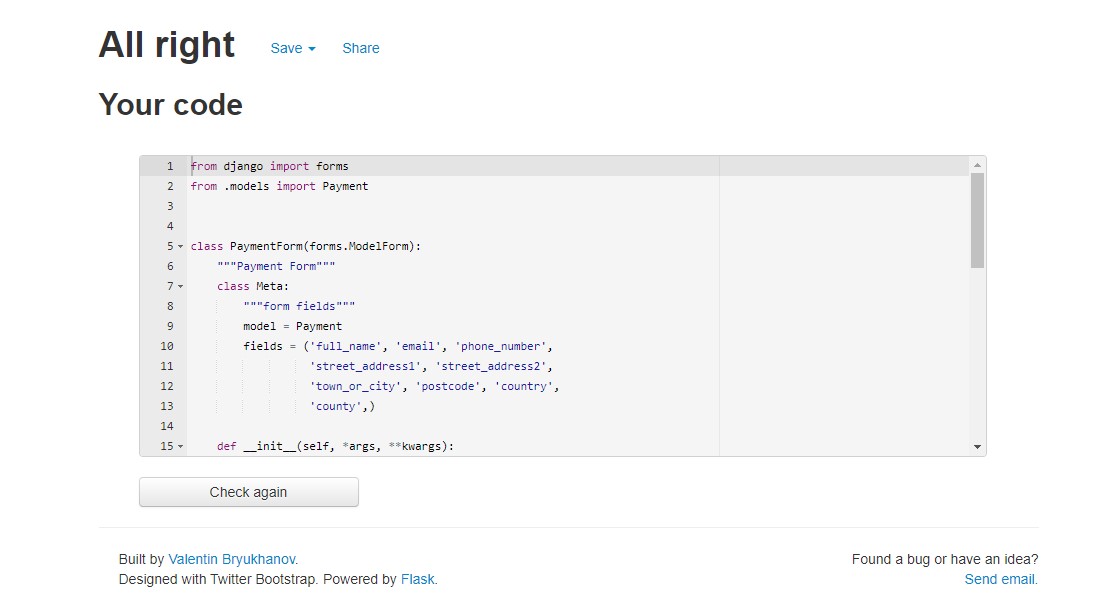 All right Save Share
Your code
1 from django import forms
2 from .models import Payment
3
4
5 class PaymentForm(forms.ModelForm):
6     """Payment Form"""
7     class Meta:
8         """form fields"""
9         model = Payment
10         fields = ('full_name', 'email', 'phone_number',
11                   'street_address1', 'street_address2',
12                   'town_or_city', 'postcode', 'country',
13                   'county',)
14
15     def __init__(self, *args, **kwargs):
Check again
Built by Valentin Bryukhanov. Found a bug or have an idea?
Designed with Twitter Bootstrap. Powered by Flask. Send email.